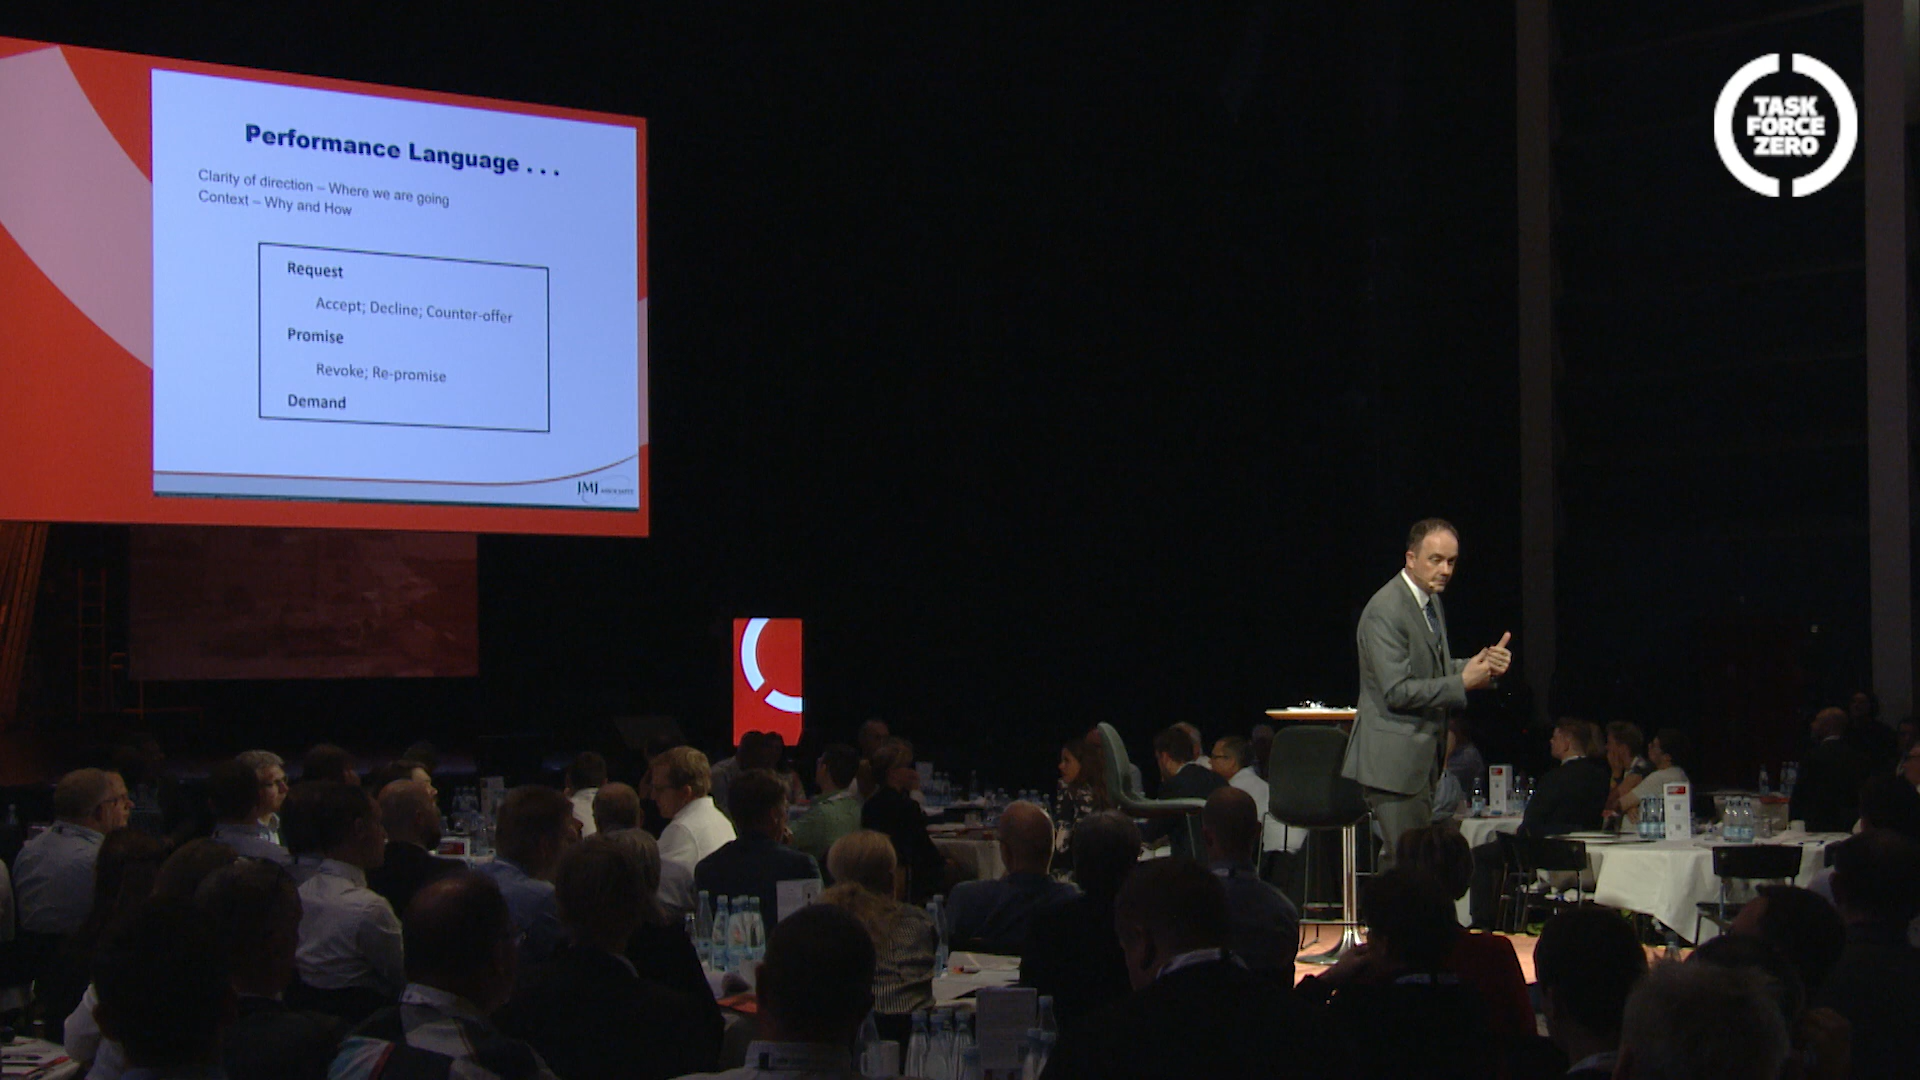 Performance Language . . .
Clarity of direction – Where we are going
Context – Why and How
Request
Accept; Decline; Counter-offer
Promise
Revoke; Re-promise
Demand
JMJ
TASK
FORCE
ZERO